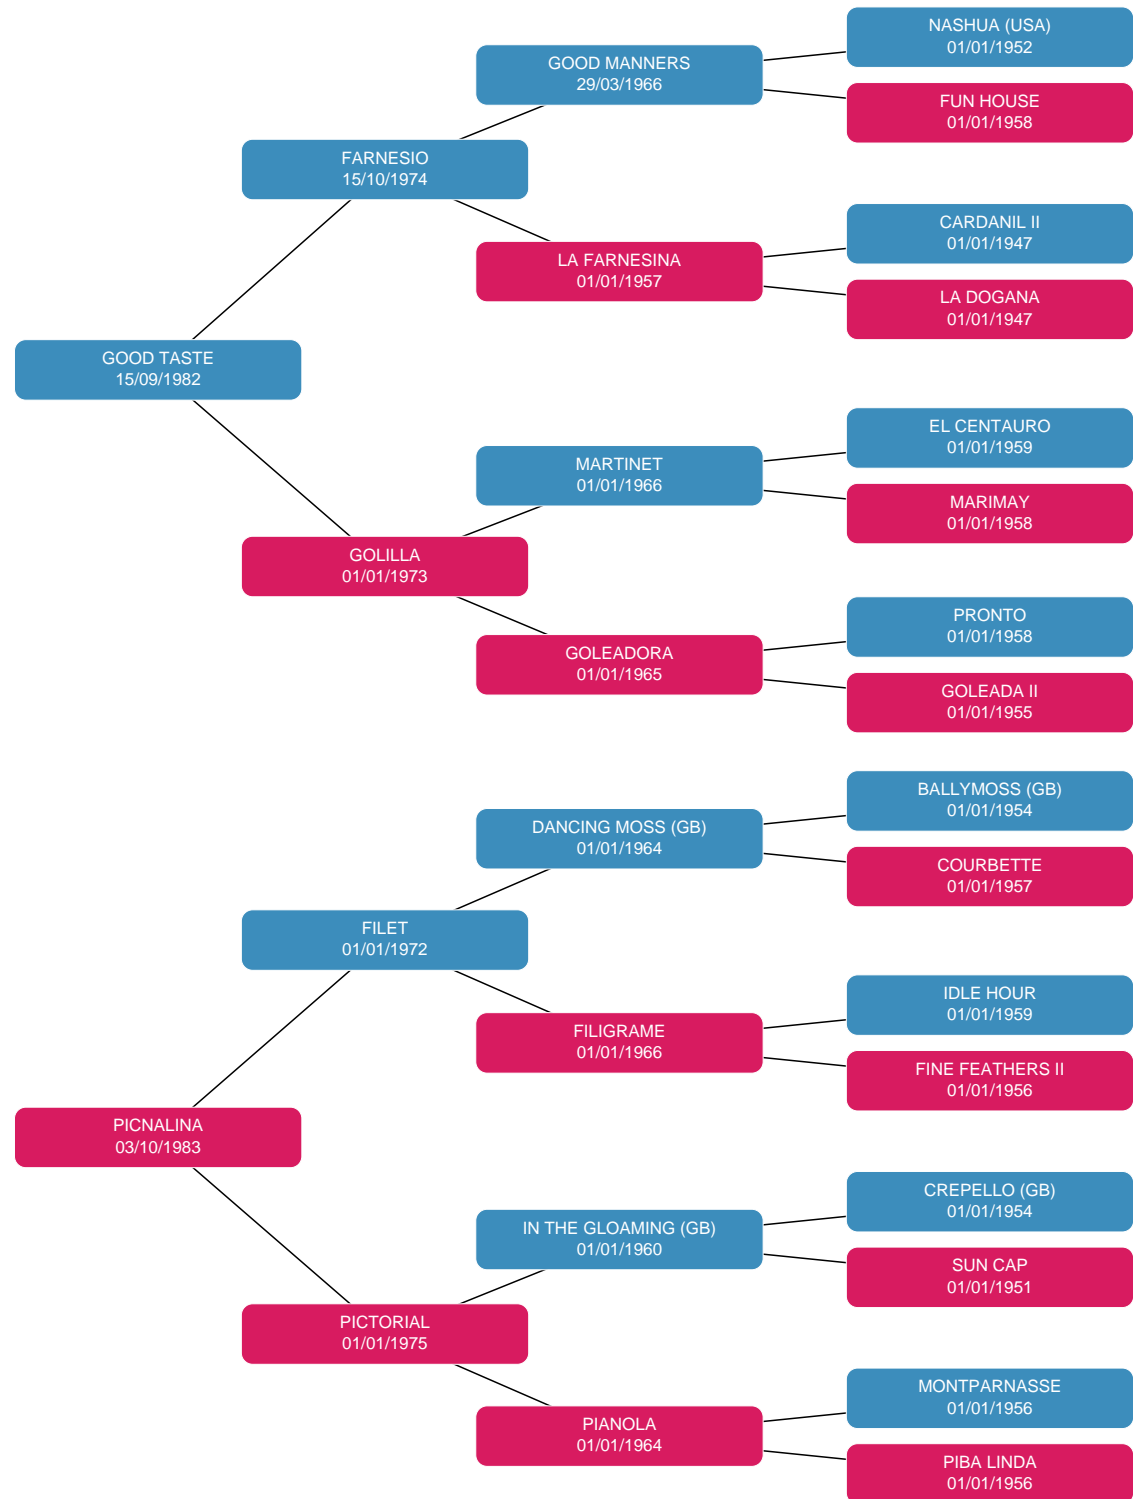 NASHUA (USA)
01/01/1952
GOOD MANNERS
29/03/1966
FUN HOUSE
01/01/1958
FARNESIO
15/10/1974
CARDANIL II
01/01/1947
LA FARNESINA
01/01/1957
LA DOGANA
01/01/1947
GOOD TASTE
15/09/1982
EL CENTAURO
01/01/1959
MARTINET
01/01/1966
MARIMAY
01/01/1958
GOLILLA
01/01/1973
PRONTO
01/01/1958
GOLEADORA
01/01/1965
GOLEADA II
01/01/1955
BALLYMOSS (GB)
01/01/1954
DANCING MOSS (GB)
01/01/1964
COURBETTE
01/01/1957
FILET
01/01/1972
IDLE HOUR
01/01/1959
FILIGRAME
01/01/1966
FINE FEATHERS II
01/01/1956
PICNALINA
03/10/1983
CREPELLO (GB)
01/01/1954
IN THE GLOAMING (GB)
01/01/1960
SUN CAP
01/01/1951
PICTORIAL
01/01/1975
MONTPARNASSE
01/01/1956
PIANOLA
01/01/1964
PIBA LINDA
01/01/1956